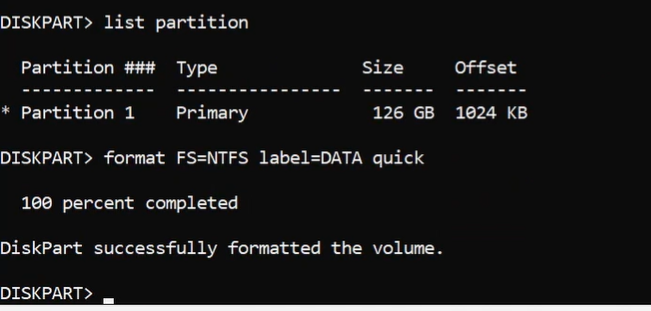 DISKPART> list partition
Partition ### Type Size Offset
------------- ---------------- ------- -------
* Partition 1 Primary 126 GB 1024 KB
DISKPART> format FS=NTFS label=DATA quick
100 percent completed
DiskPart successfully formatted the volume.
DISKPART>